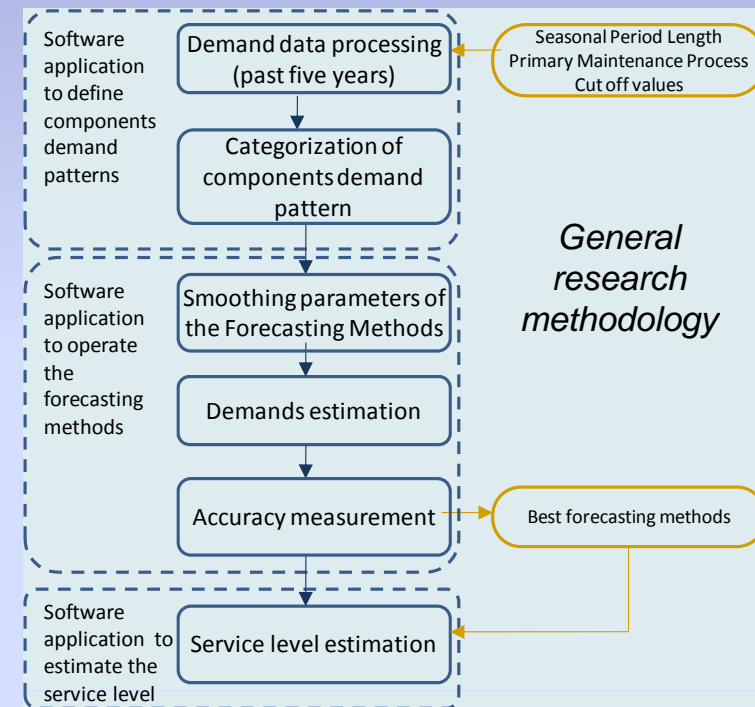 Software
application
to define
components
demand
patterns
Demand data processing
(past five years)
Seasonal Period Length
Primary Maintenance Process
Cut off values
Categorization of
components demand
pattern
General
research
methodology
Software
application
to operate
the
forecasting
methods
Smoothing parameters of
the Forecasting Methods
Demands estimation
Accuracy measurement
Best forecasting methods
Software
application to
estimate the
service level
Service level estimation